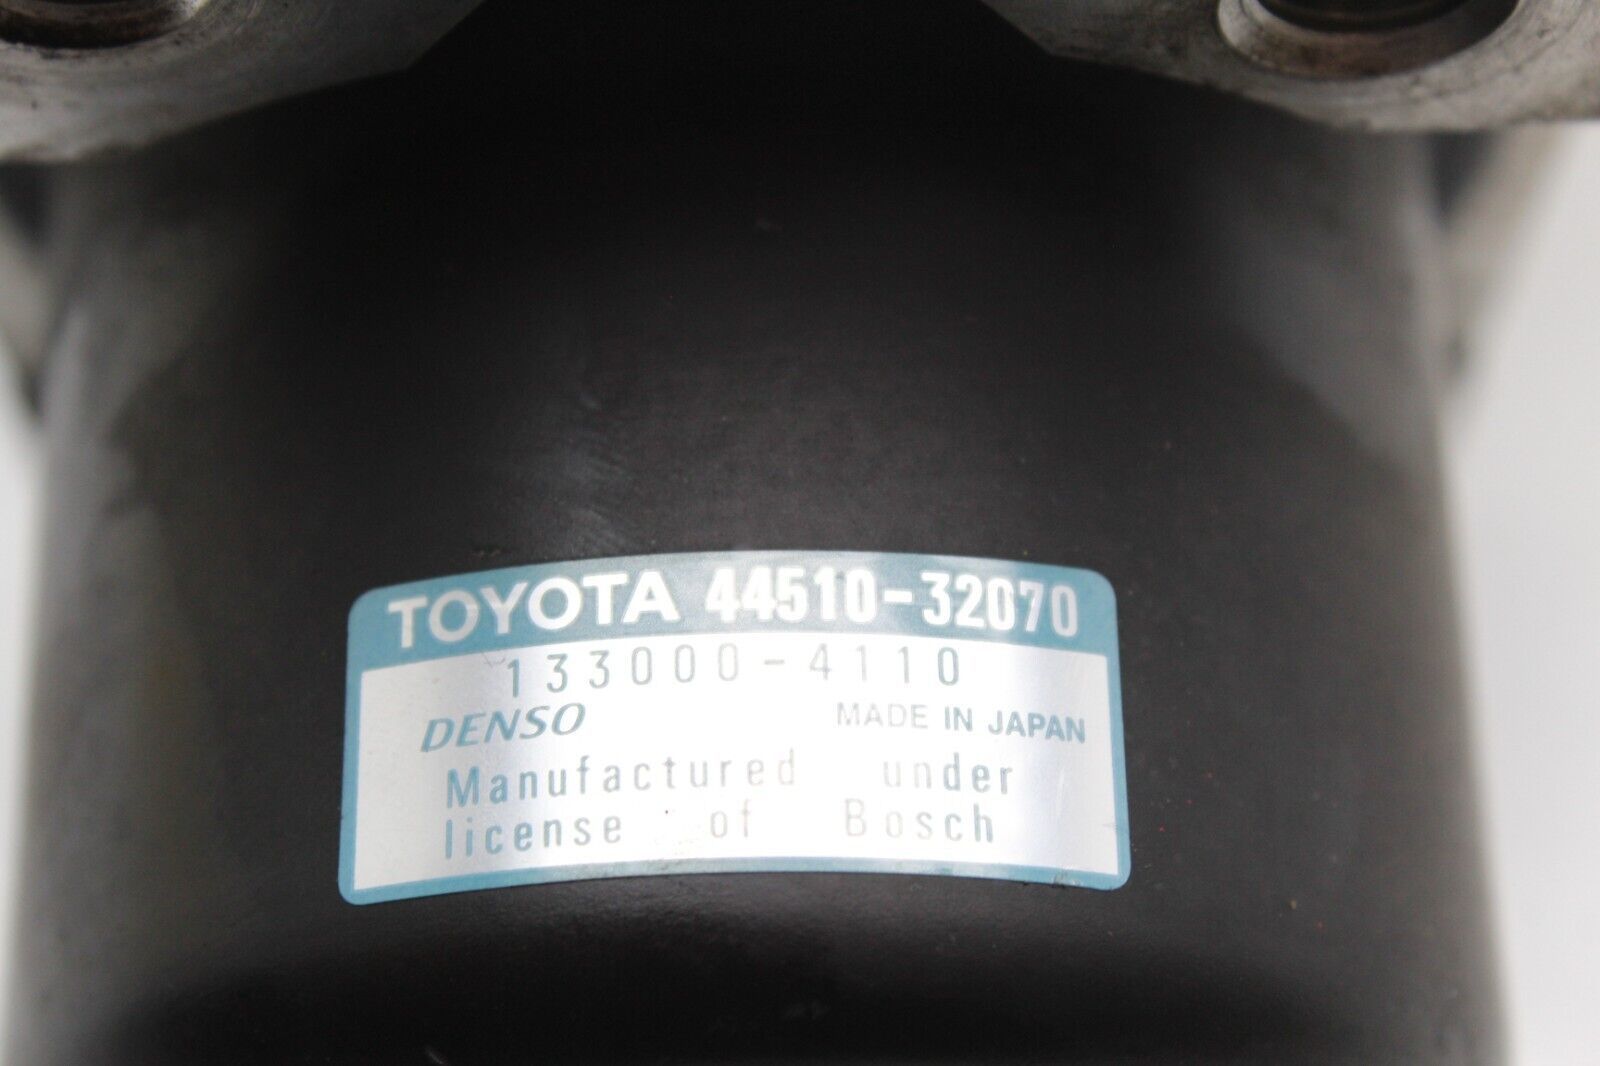 TOYOTA 44510-32070
133000-4110
DENSO MADE IN JAPAN
Manufactured under
license of Bosch